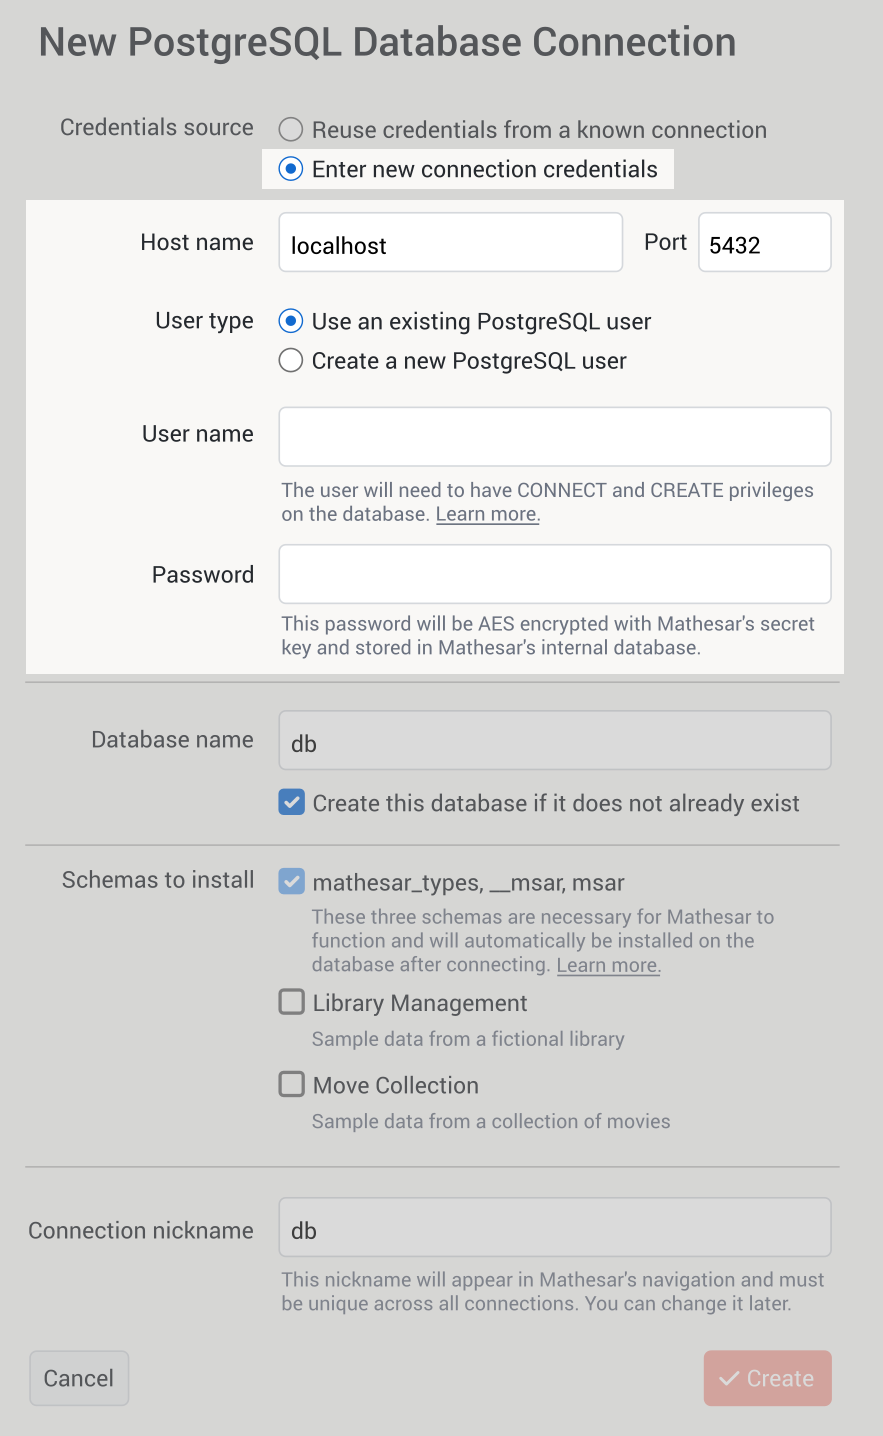 New PostgreSQL Database Connection
Credentials source
Reuse credentials from a known connection
Enter new connection credentials
Host name
localhost
Port
5432
User type
Use an existing PostgreSQL user
Create a new PostgreSQL user
User name
The user will need to have CONNECT and CREATE privileges
on the database. Learn more.
Password
This password will be AES encrypted with Mathesar's secret
key and stored in Mathesar's internal database.
Database name
db
Create this database if it does not already exist
Schemas to install
mathesar_types, __msar, msar
These three schemas are necessary for Mathesar to
function and will automatically be installed on the
database after connecting. Learn more.
Library Management
Sample data from a fictional library
Move Collection
Sample data from a collection of movies
Connection nickname
db
This nickname will appear in Mathesar's navigation and must
be unique across all connections. You can change it later.
Cancel
Create